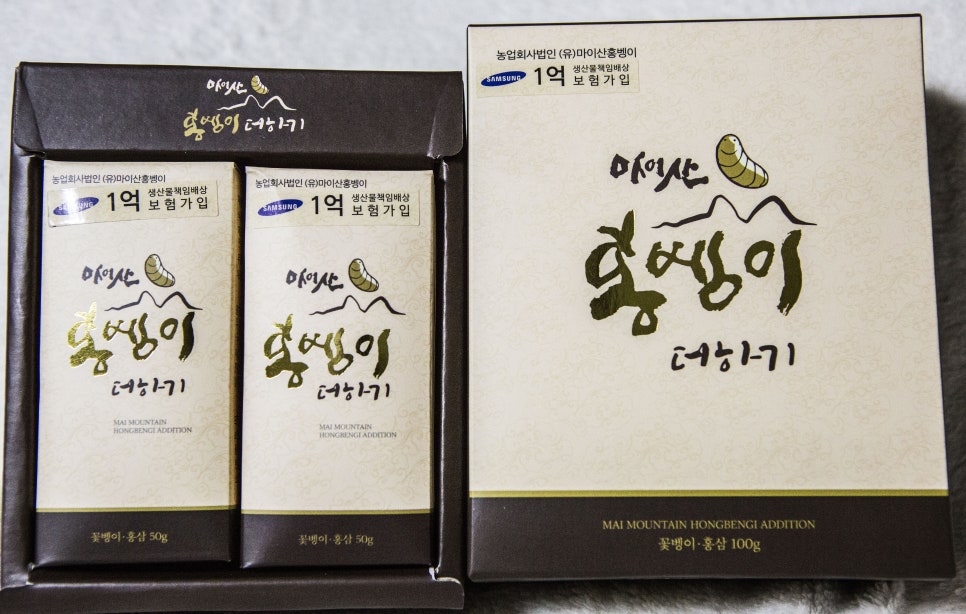 마이산
홍벵이 더하기
농업회사법인 (유)마이산홍벵이
SAMSUNG 1억 생산물책임배상
보험가입
마이산
홍벵이
더하기
MAI MOUNTAIN
HONGBENGI ADDITION
꽃벵이·홍삼 50g
농업회사법인 (유)마이산홍벵이
SAMSUNG 1억 생산물책임배상
보험가입
마이산
홍벵이
더하기
MAI MOUNTAIN
HONGBENGI ADDITION
꽃벵이·홍삼 50g
농업회사법인 (유)마이산홍벵이
SAMSUNG 1억 생산물책임배상
보험가입
마이산
홍벵이
더하기
MAI MOUNTAIN HONGBENGI ADDITION
꽃벵이·홍삼 100g